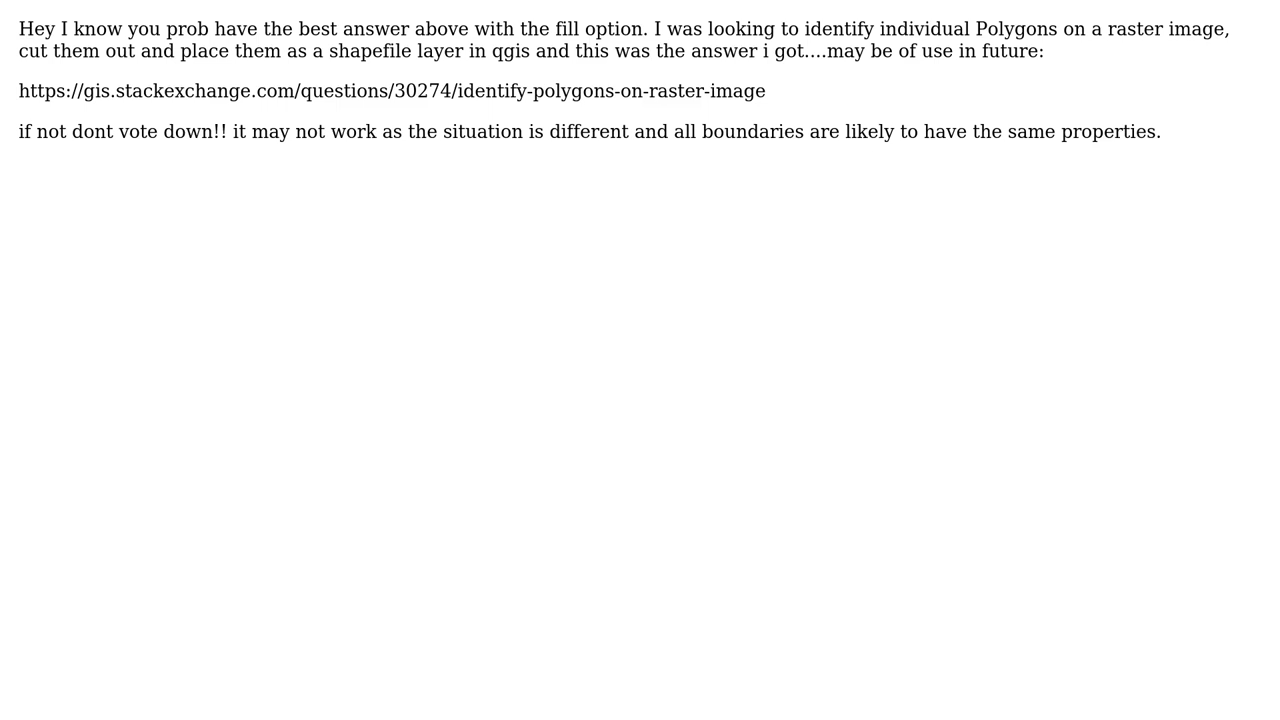 Hey I know you prob have the best answer above with the fill option. I was looking to identify individual Polygons on a raster image,
cut them out and place them as a shapefile layer in qgis and this was the answer i got....may be of use in future:
https://gis.stackexchange.com/questions/30274/identify-polygons-on-raster-image
if not dont vote down!! it may not work as the situation is different and all boundaries are likely to have the same properties.